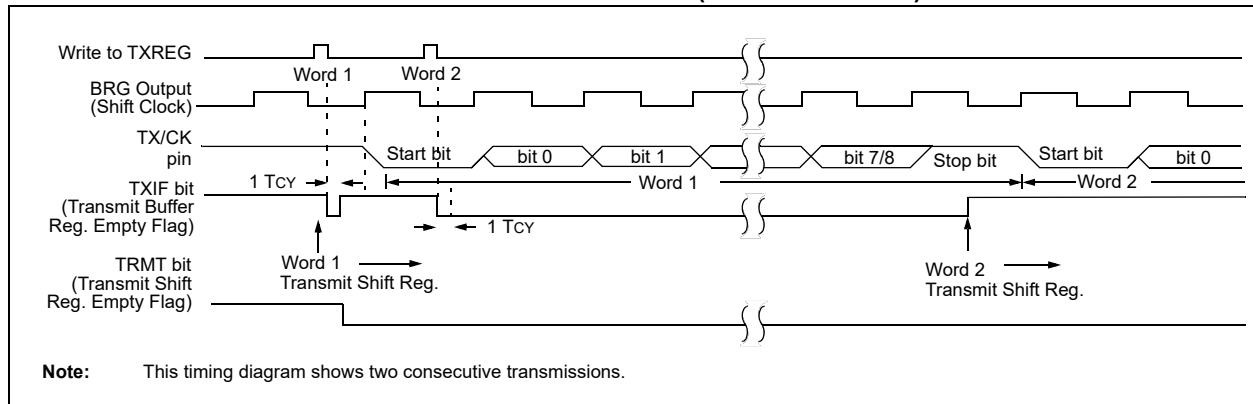 Write to TXREG
Word 1 Word 2
BRG Output
(Shift Clock)
TX/CK
pin
Start bit bit 0 bit 1 bit 7/8 Stop bit Start bit bit 0
1 TCY Word 1 Word 2
TXIF bit
(Transmit Buffer
Reg. Empty Flag)
1 TCY
TRMT bit
(Transmit Shift
Reg. Empty Flag)
Word 1
Transmit Shift Reg.
Word 2
Transmit Shift Reg.
Note: This timing diagram shows two consecutive transmissions.